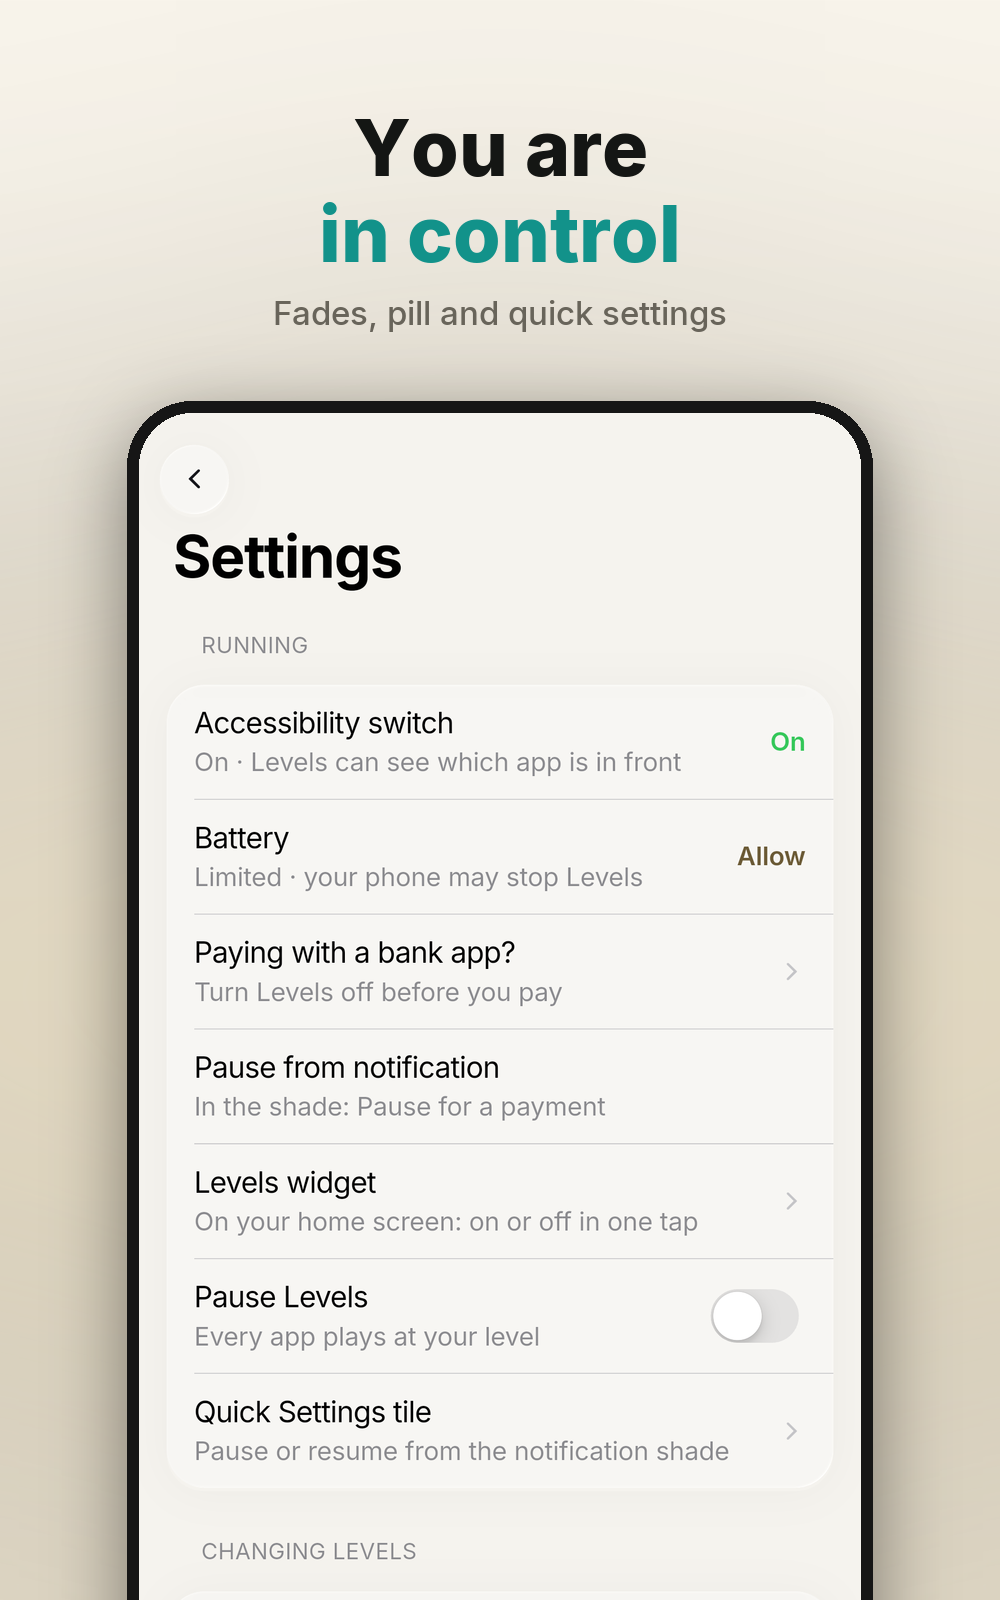 You are
in control
Fades, pill and quick settings
Settings
RUNNING
Accessibility switch
On · Levels can see which app is in front
On
Battery
Limited · your phone may stop Levels
Allow
Paying with a bank app?
Turn Levels off before you pay
Pause from notification
In the shade: Pause for a payment
Levels widget
On your home screen: on or off in one tap
Pause Levels
Every app plays at your level
Quick Settings tile
Pause or resume from the notification shade
CHANGING LEVELS